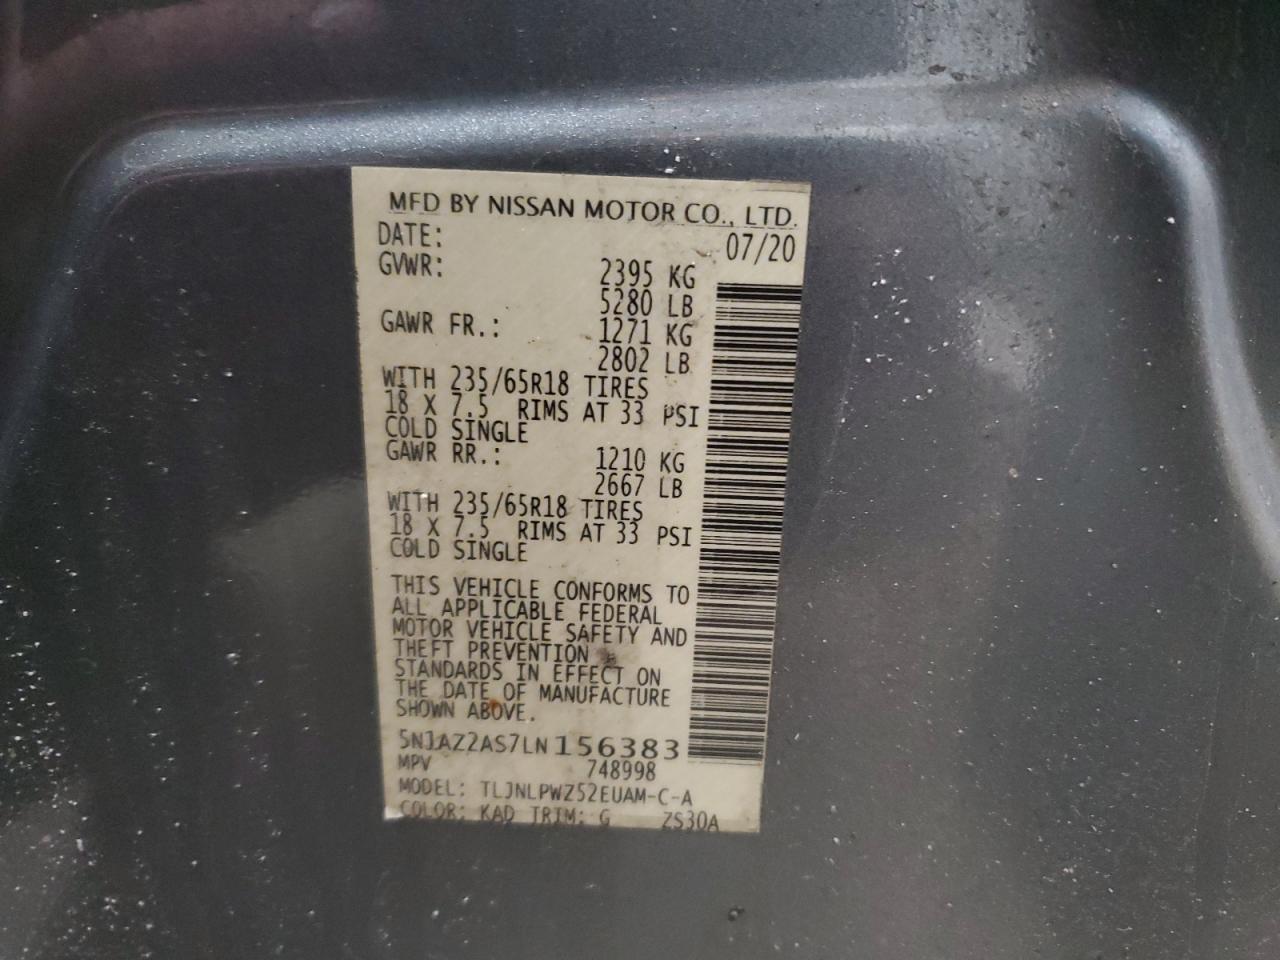 MFD BY NISSAN MOTOR CO., LTD.
DATE: 07/20
GVWR: 2395 KG
5280 LB
GAWR FR.: 1271 KG
2802 LB
WITH 235/65R18 TIRES
18 X 7.5 RIMS AT 33 PSI
COLD SINGLE
GAWR RR.: 1210 KG
2667 LB
WITH 235/65R18 TIRES
18 X 7.5 RIMS AT 33 PSI
COLD SINGLE
THIS VEHICLE CONFORMS TO
ALL APPLICABLE FEDERAL
MOTOR VEHICLE SAFETY AND
THEFT PREVENTION
STANDARDS IN EFFECT ON
THE DATE OF MANUFACTURE
SHOWN ABOVE.
5N1AZ2AS7LN156383
MPV 748998
MODEL: TLJNLPWZ52EUAM-C-A
COLOR: KAD TRIM: G ZS30A